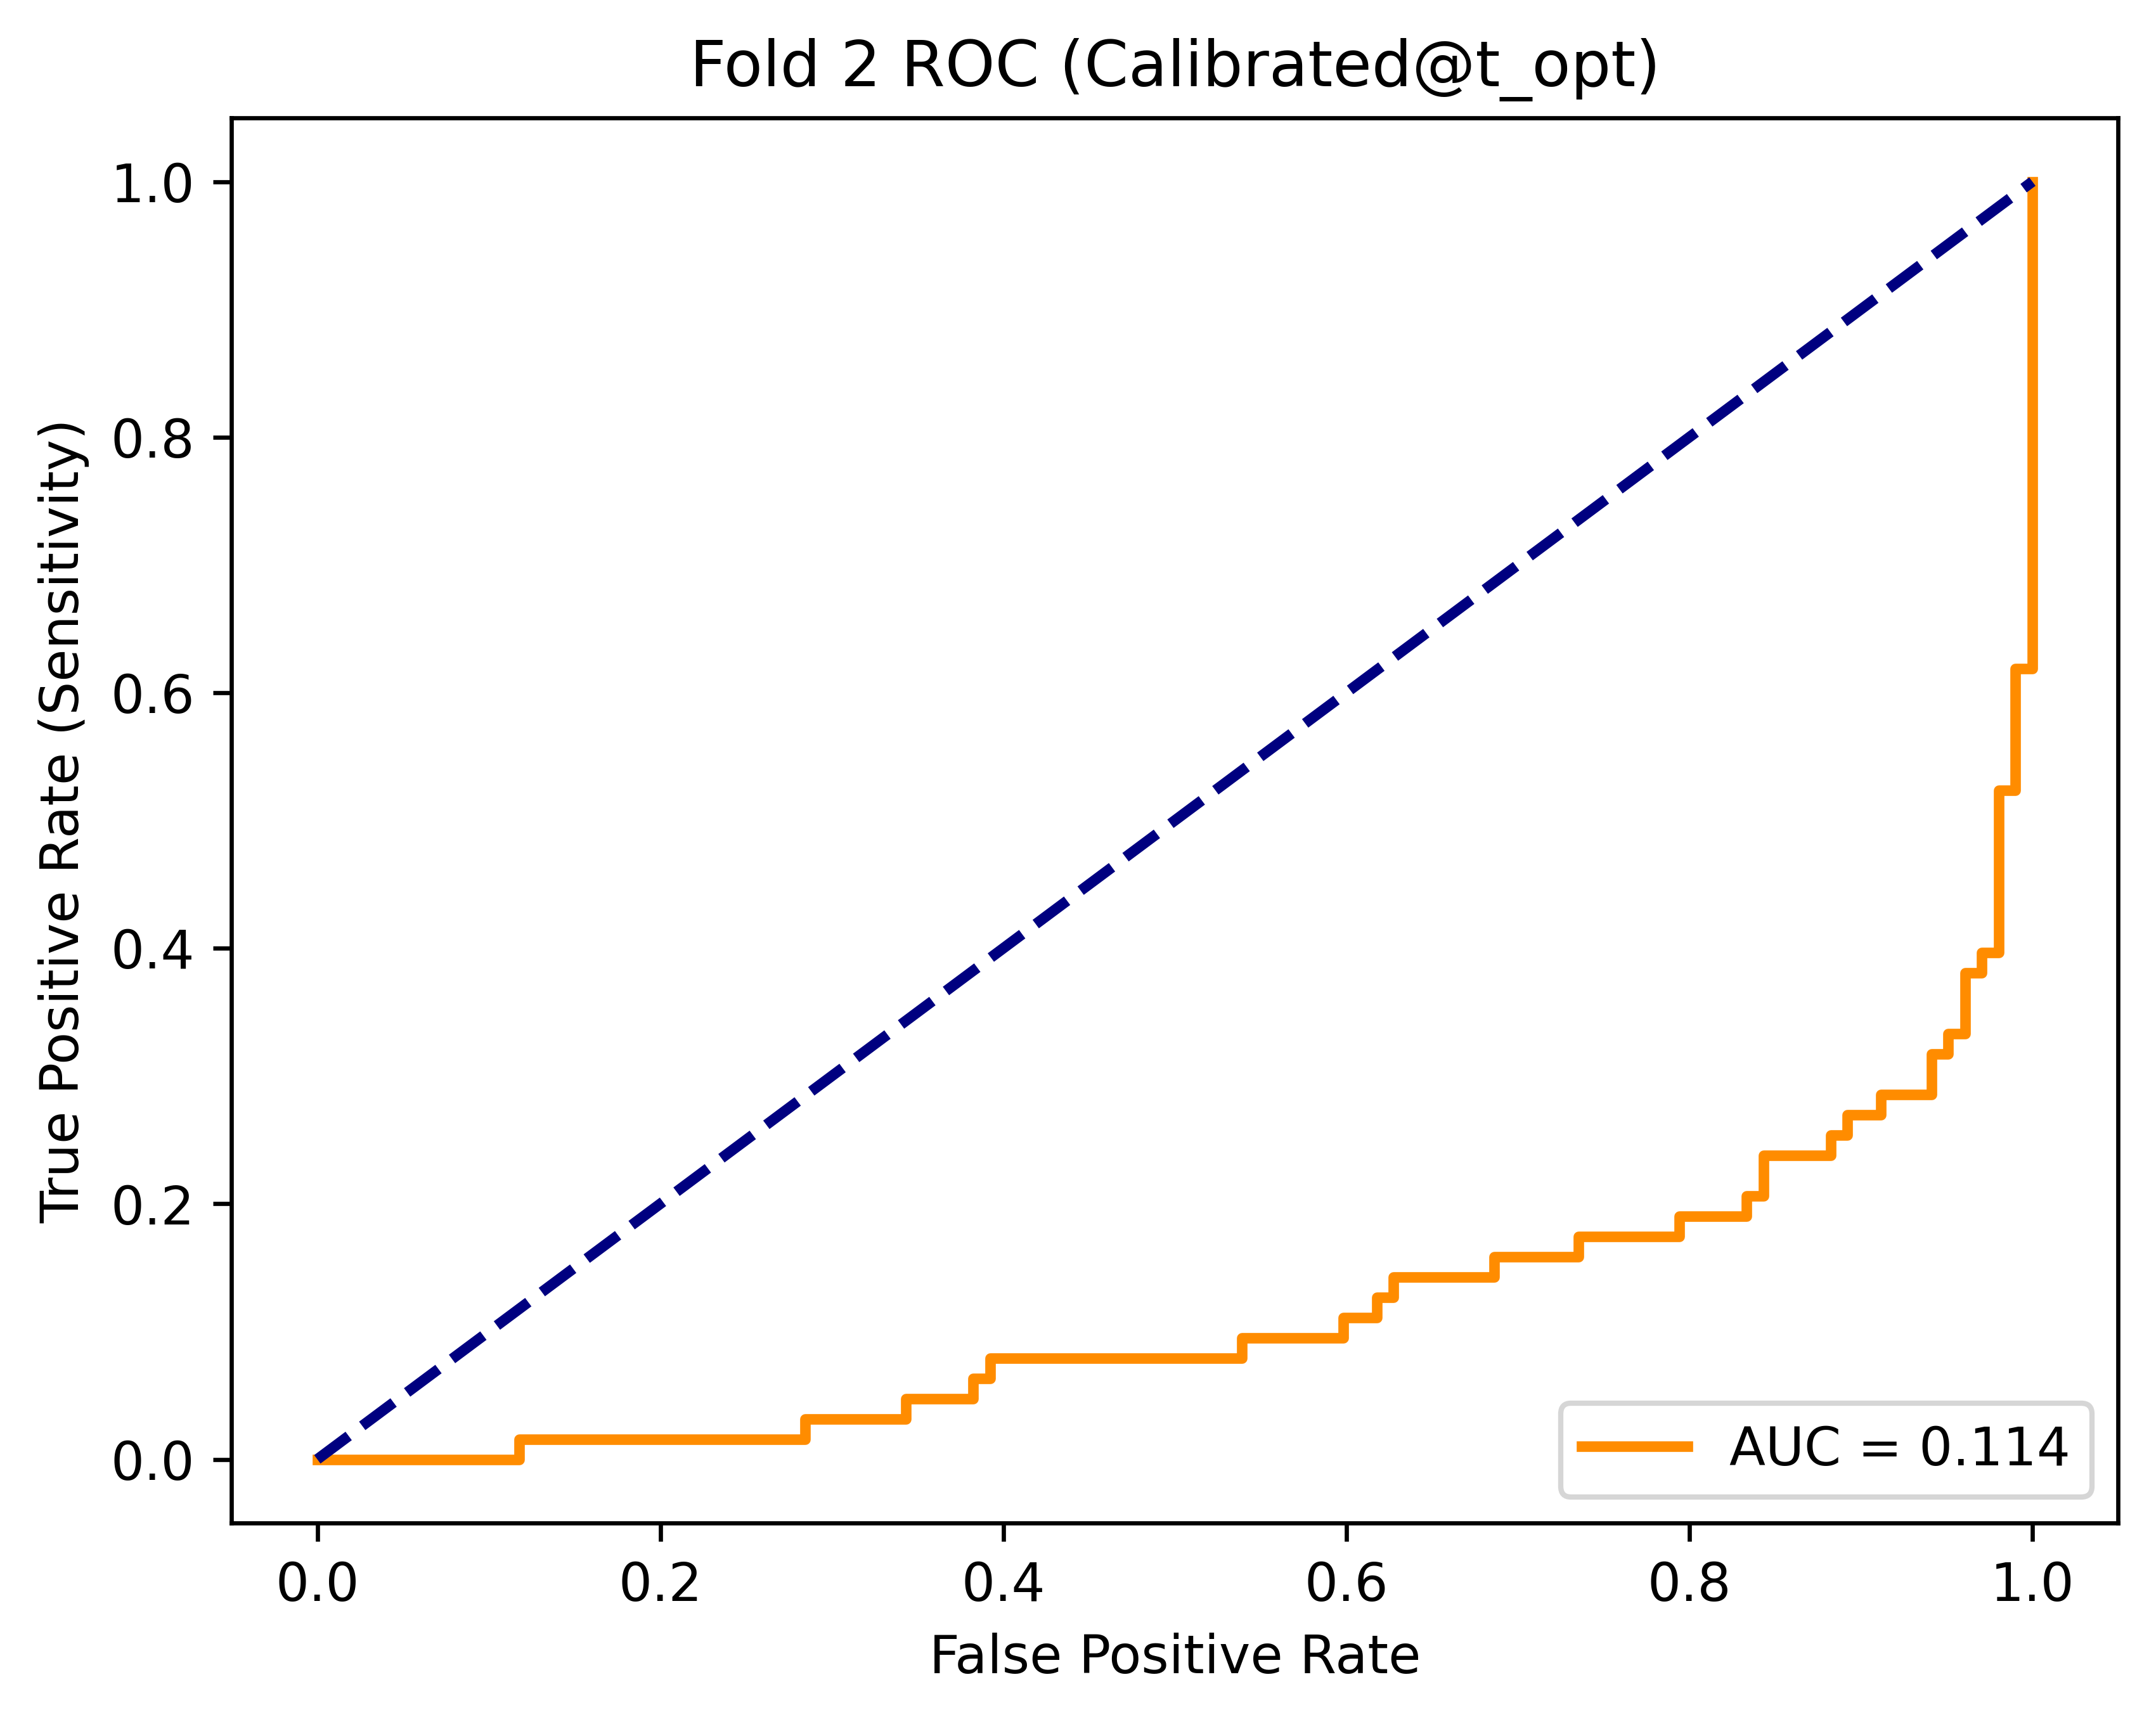 Fold 2 ROC (Calibrated@t_opt)
True Positive Rate (Sensitivity)
1.0
0.8
0.6
0.4
0.2
0.0
AUC = 0.114
0.0 0.2 0.4 0.6 0.8 1.0
False Positive Rate